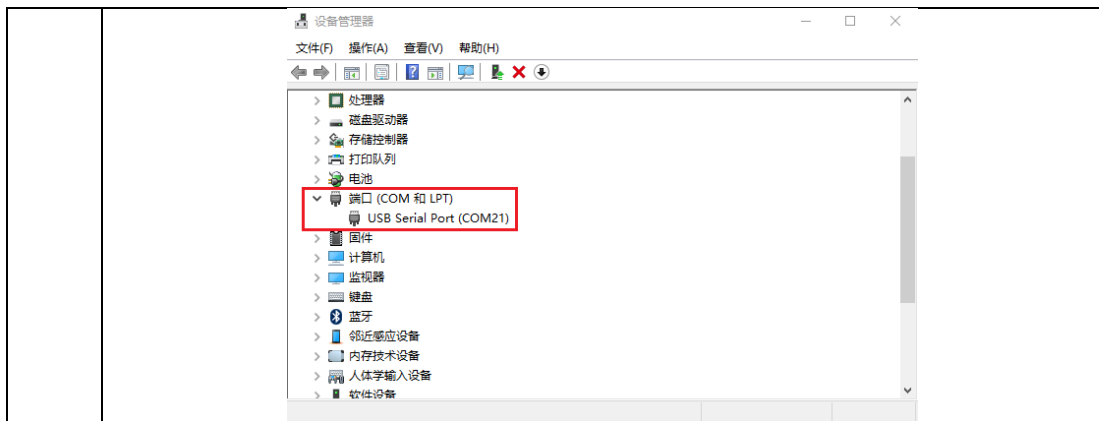 设备管理器
文件(F) 操作(A) 查看(V) 帮助(H)
处理器
磁盘驱动器
存储控制器
打印队列
电池
端口 (COM 和 LPT)
USB Serial Port (COM21)
固件
计算机
监视器
键盘
蓝牙
邻近感应设备
内存技术设备
人体学输入设备
软件设备